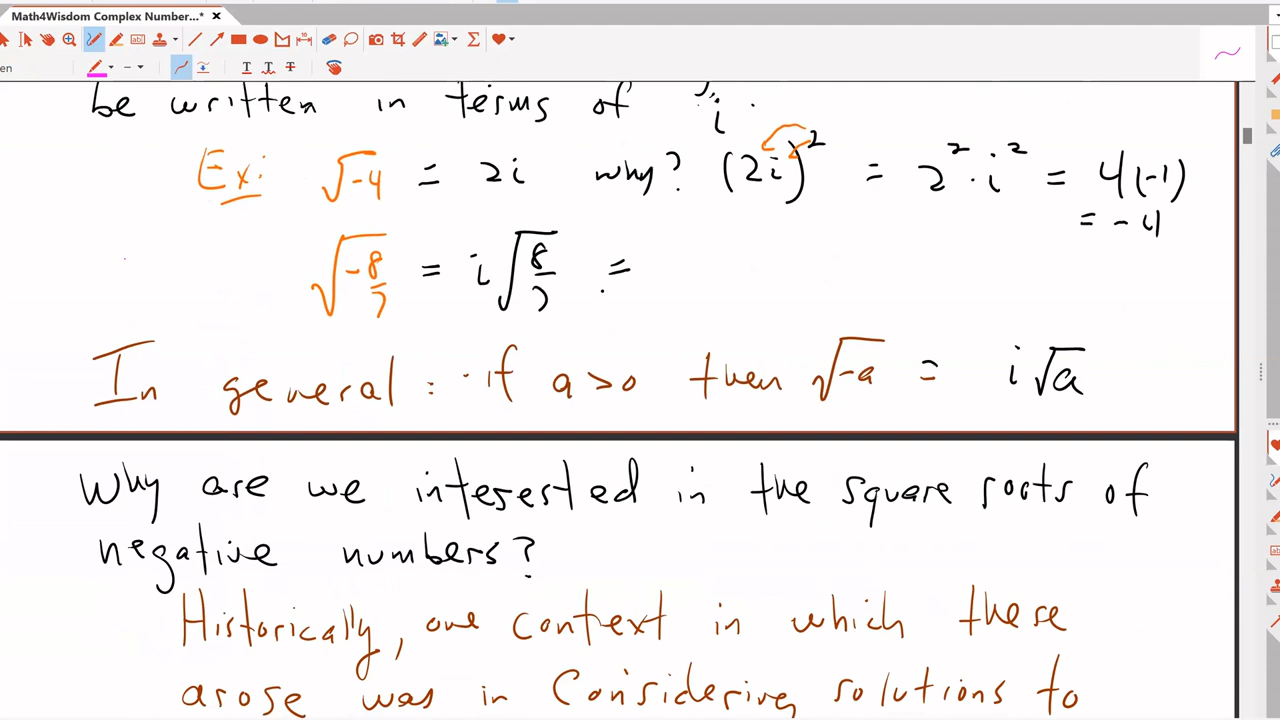 Math4Wisdom Complex Number...* ×
en
be written in terms of i.
Ex: √-4 = 2i why? (2i)² = 2²·i² = 4(-1)
= -4
√-8/7 = i√8/7 =
In general: if a>0 then √-a = i√a
Why are we interested in the square roots of
negative numbers?
Historically, one context in which these
arose was in considering solutions to